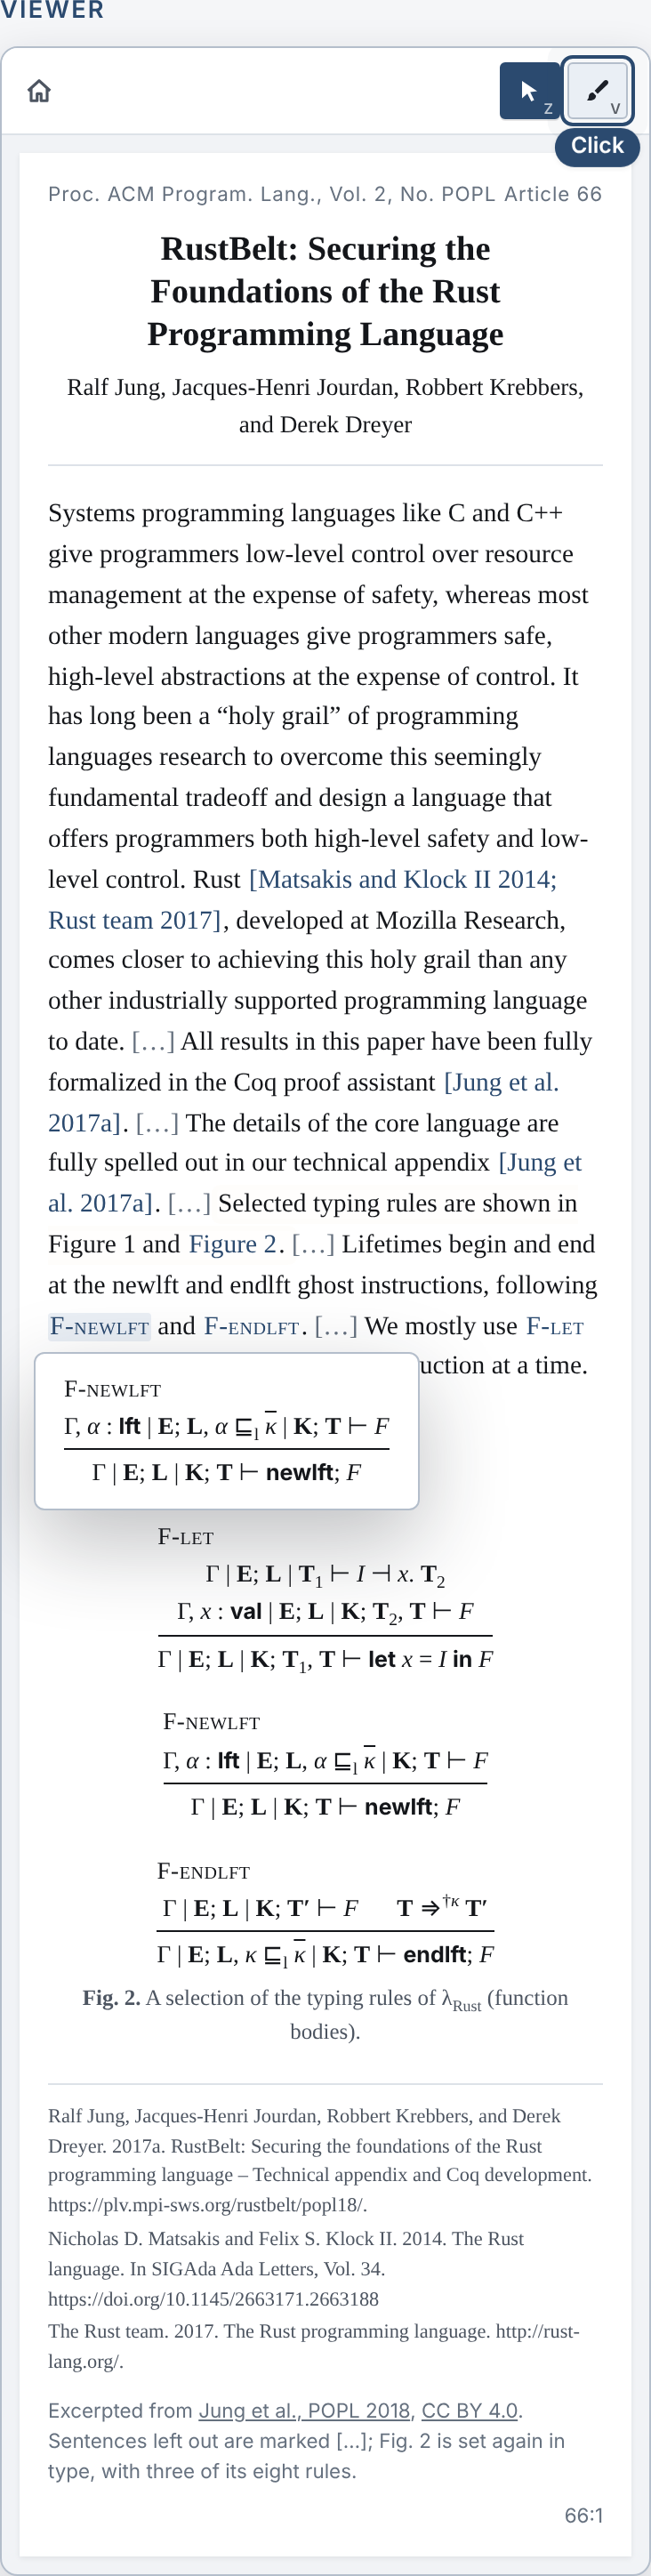 VIEWER
Z
V
Click
Proc. ACM Program. Lang., Vol. 2, No. POPL Article 66
RustBelt: Securing the
Foundations of the Rust
Programming Language
Ralf Jung, Jacques-Henri Jourdan, Robbert Krebbers,
and Derek Dreyer
Systems programming languages like C and C++
give programmers low-level control over resource
management at the expense of safety, whereas most
other modern languages give programmers safe,
high-level abstractions at the expense of control. It
has long been a “holy grail” of programming
languages research to overcome this seemingly
fundamental tradeoff and design a language that
offers programmers both high-level safety and low-
level control. Rust [Matsakis and Klock II 2014;
Rust team 2017], developed at Mozilla Research,
comes closer to achieving this holy grail than any
other industrially supported programming language
to date. […] All results in this paper have been fully
formalized in the Coq proof assistant [Jung et al.
2017a]. […] The details of the core language are
fully spelled out in our technical appendix [Jung et
al. 2017a]. […] Selected typing rules are shown in
Figure 1 and Figure 2. […] Lifetimes begin and end
at the newlft and endlft ghost instructions, following
F-NEWLFT and F-ENDLFT. […] We mostly use F-LET
uction at a time.
F-NEWLFT
Γ, α : lft | E; L, α ⊑l κ̅ | K; T ⊢ F
Γ | E; L | K; T ⊢ newlft; F
F-LET
Γ | E; L | T1 ⊢ I ⊣ x. T2
Γ, x : val | E; L | K; T2, T ⊢ F
Γ | E; L | K; T1, T ⊢ let x = I in F
F-NEWLFT
Γ, α : lft | E; L, α ⊑l κ̅ | K; T ⊢ F
Γ | E; L | K; T ⊢ newlft; F
F-ENDLFT
Γ | E; L | K; T′ ⊢ F T ⇒†κ T′
Γ | E; L, κ ⊑l κ̅ | K; T ⊢ endlft; F
Fig. 2. A selection of the typing rules of λRust (function
bodies).
Ralf Jung, Jacques-Henri Jourdan, Robbert Krebbers, and Derek
Dreyer. 2017a. RustBelt: Securing the foundations of the Rust
programming language – Technical appendix and Coq development.
https://plv.mpi-sws.org/rustbelt/popl18/.
Nicholas D. Matsakis and Felix S. Klock II. 2014. The Rust
language. In SIGAda Ada Letters, Vol. 34.
https://doi.org/10.1145/2663171.2663188
The Rust team. 2017. The Rust programming language. http://rust-
lang.org/.
Excerpted from Jung et al., POPL 2018, CC BY 4.0.
Sentences left out are marked […]; Fig. 2 is set again in
type, with three of its eight rules.
66:1